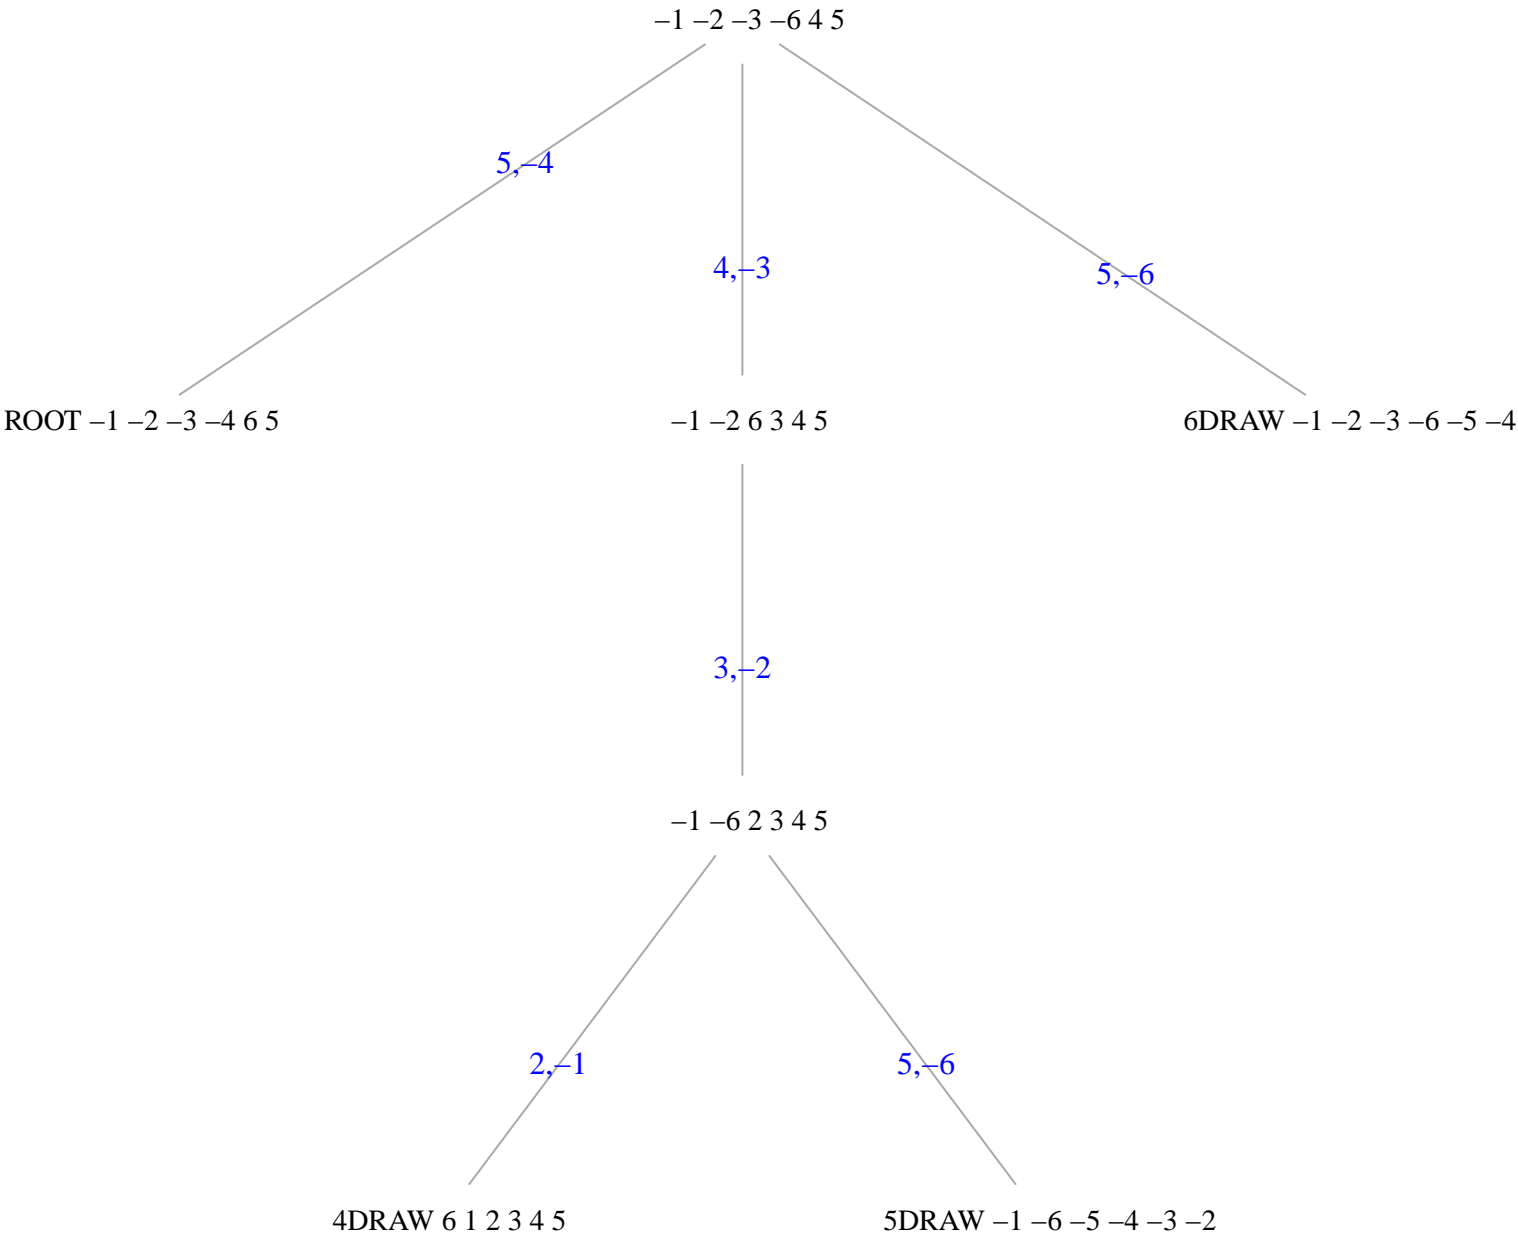 –1 –2 –3 –6 4 5
5,–4
4,–3
5,–6
ROOT –1 –2 –3 –4 6 5
–1 –2 6 3 4 5
6DRAW –1 –2 –3 –6 –5 –4
3,–2
–1 –6 2 3 4 5
2,–1
5,–6
4DRAW 6 1 2 3 4 5
5DRAW –1 –6 –5 –4 –3 –2